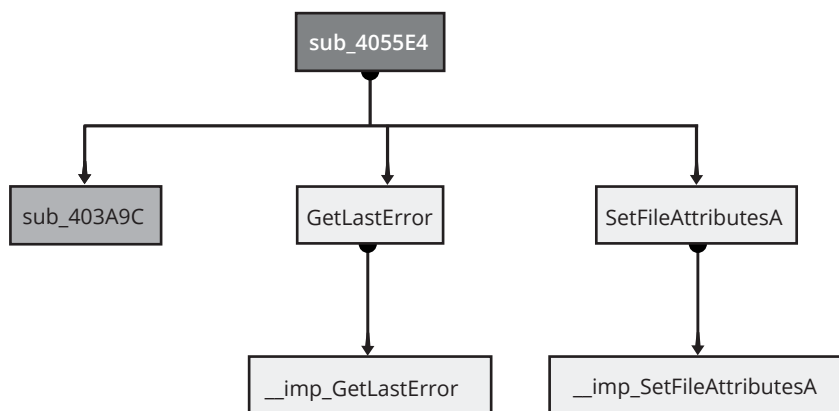 sub_4055E4
sub_403A9C
GetLastError
SetFileAttributesA
__imp_GetLastError
__imp_SetFileAttributesA